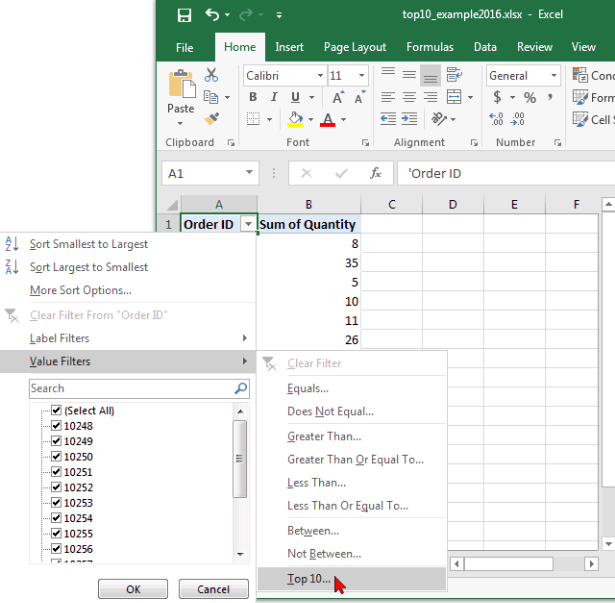 top10_example2016.xlsx - Excel
File Home Insert Page Layout Formulas Data Review View
Calibri 11 General
Paste B I U A A $ % ,
Clipboard Font Alignment Number
A1 fx 'Order ID
A B C D E F
1 Order ID Sum of Quantity
8
35
5
10
11
26
Sort Smallest to Largest
Sort Largest to Smallest
More Sort Options...
Clear Filter From "Order ID"
Label Filters
Value Filters
Search
(Select All)
10248
10249
10250
10251
10252
10253
10254
10255
10256
OK Cancel
Clear Filter
Equals...
Does Not Equal...
Greater Than...
Greater Than Or Equal To...
Less Than...
Less Than Or Equal To...
Between...
Not Between...
Top 10...